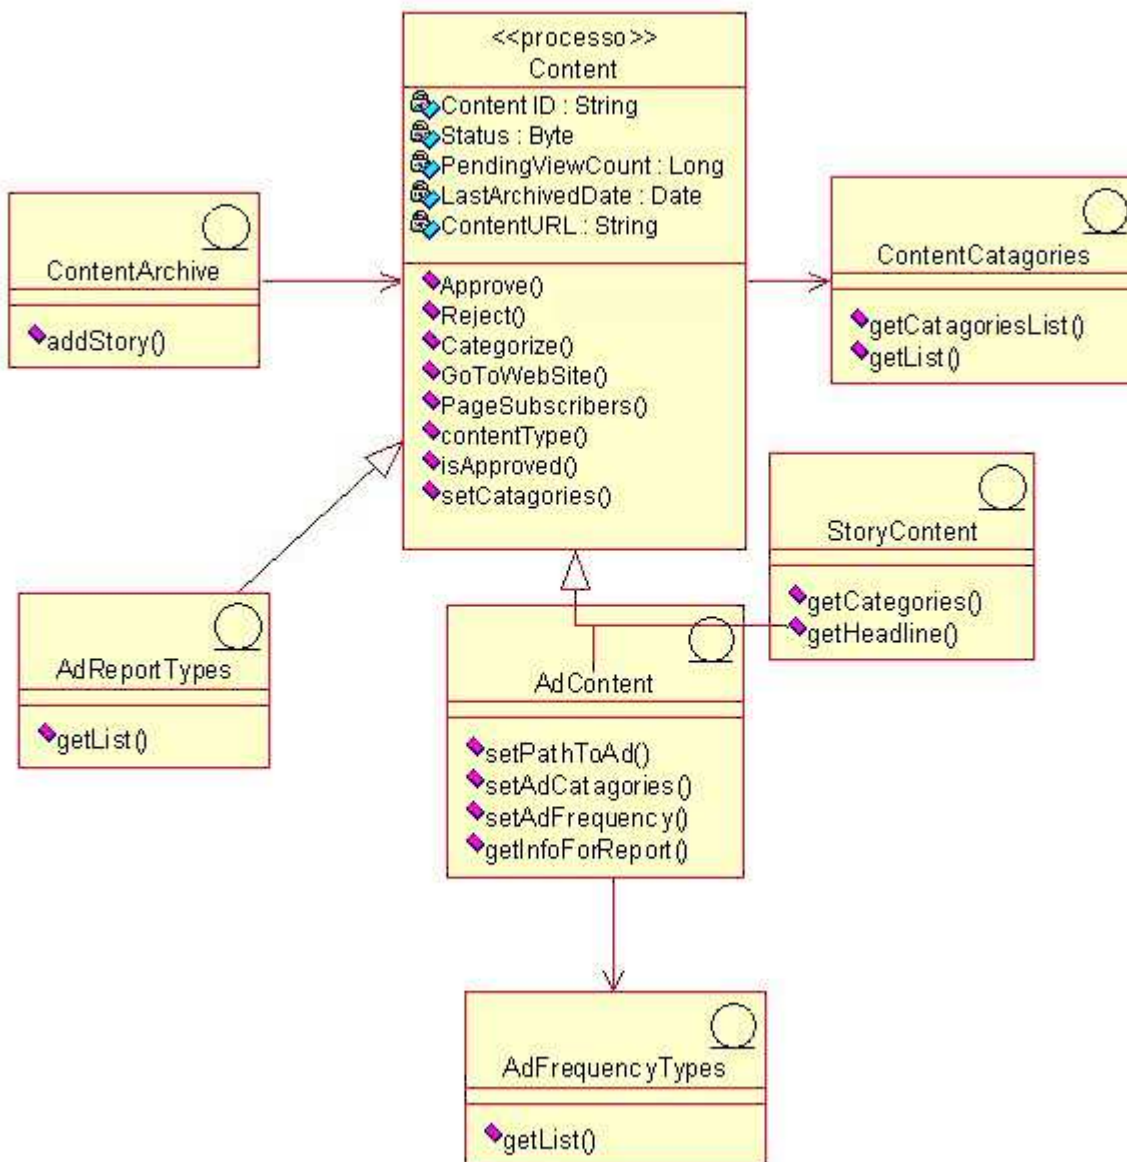 <<processo>>
Content
Content ID : String
Status : Byte
PendingViewCount : Long
LastArchivedDate : Date
ContentURL : String
Approve()
Reject()
Categorize()
GoToWebSite()
PageSubscribers()
contentType()
isApproved()
setCatagories()
ContentArchive
addStory()
ContentCatagories
getCatagoriesList()
getList()
StoryContent
getCategories()
getHeadline()
AdReportTypes
getList()
AdContent
setPathToAd()
setAdCatagories()
setAdFrequency()
getInfoForReport()
AdFrequencyTypes
getList()